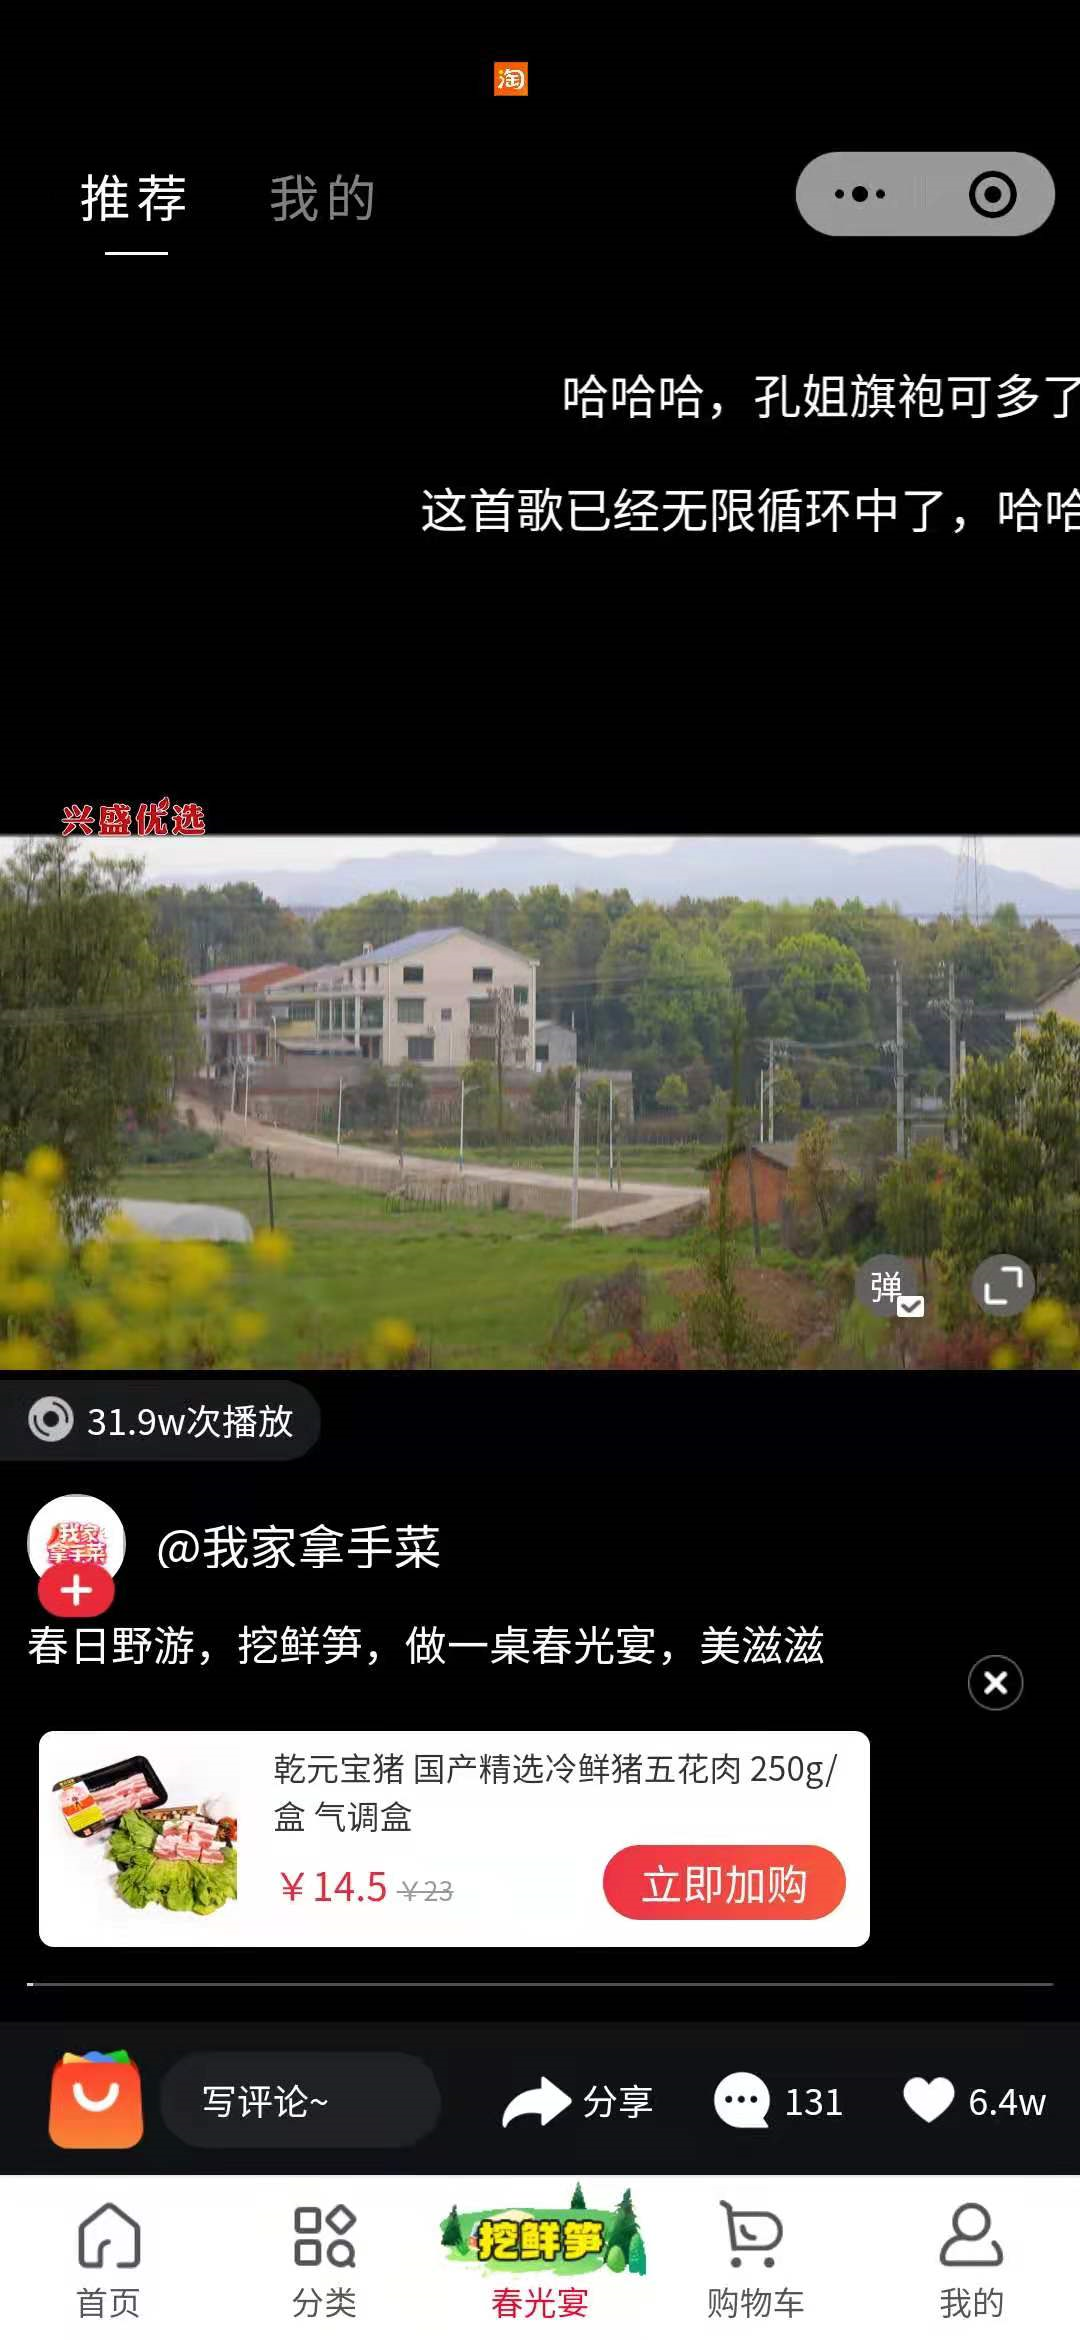 淘
推荐 我的
哈哈哈，孔姐旗袍可多了
这首歌已经无限循环中了，哈哈
兴盛优选
弹
31.9w次播放
我家拿手菜
@我家拿手菜
春日野游，挖鲜笋，做一桌春光宴，美滋滋
乾元宝猪 国产精选冷鲜猪五花肉 250g/
盒 气调盒
￥14.5 ￥23
立即加购
写评论~ 分享 131 6.4w
挖鲜笋
首页 分类 春光宴 购物车 我的